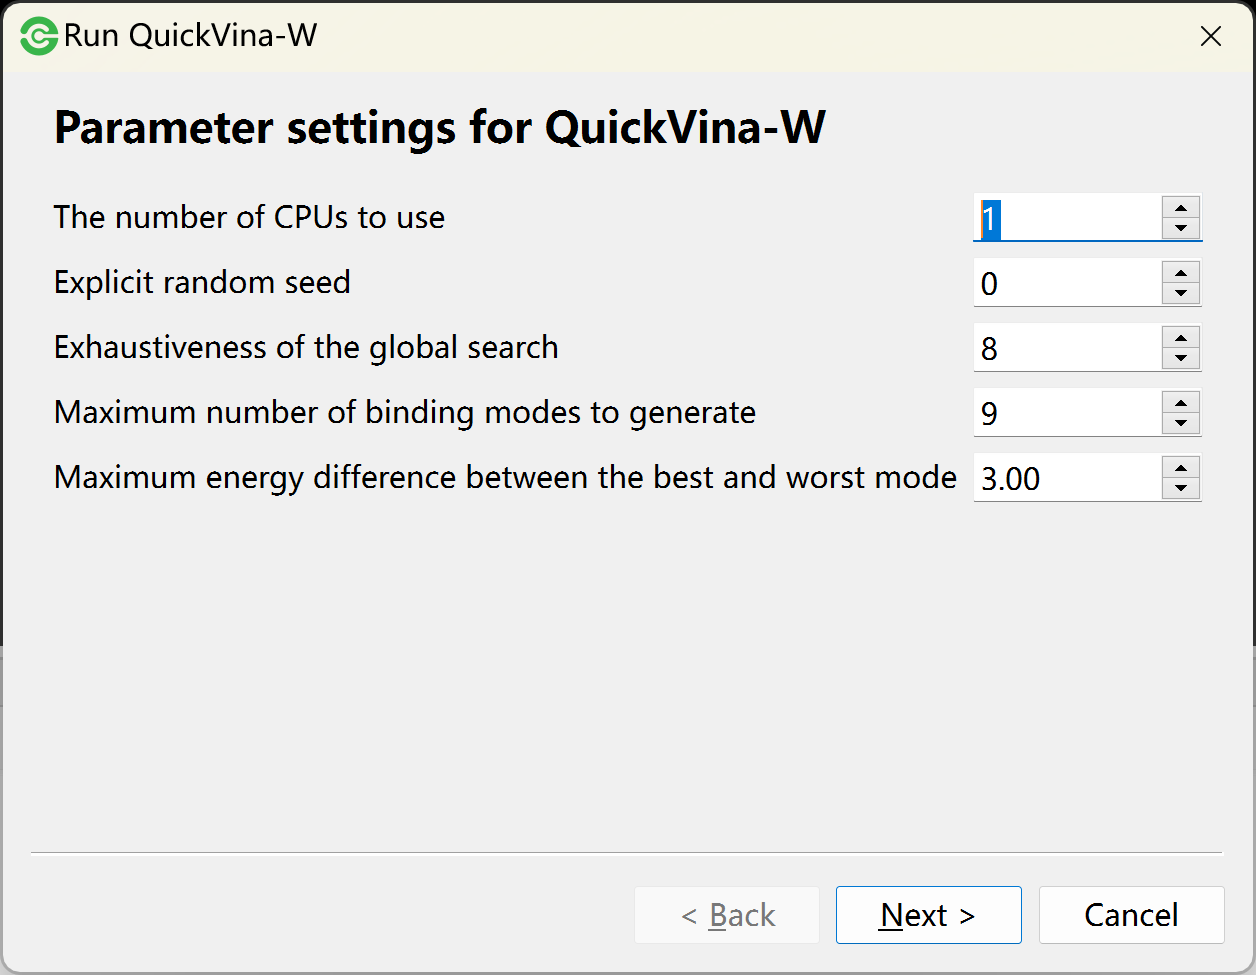 Run QuickVina-W
Parameter settings for QuickVina-W
The number of CPUs to use 1
Explicit random seed 0
Exhaustiveness of the global search 8
Maximum number of binding modes to generate 9
Maximum energy difference between the best and worst mode 3.00
< Back Next > Cancel